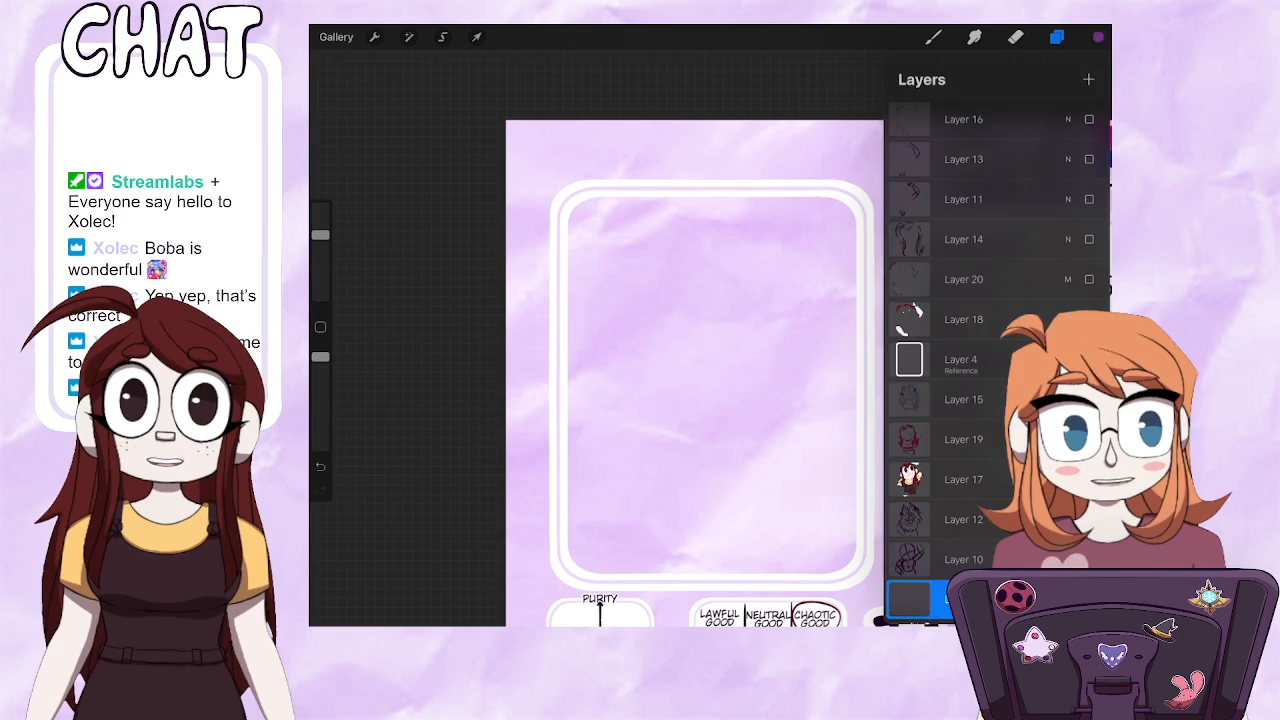 CHAT
Streamlabs +
Everyone say hello to
Xolec!
Xolec Boba is
wonderful
Yep yep, that's
correct
me
to
Gallery
Layers
Layer 16
N
Layer 13
N
Layer 11
N
Layer 14
N
Layer 20
M
Layer 18
Layer 4
Reference
Layer 15
Layer 19
Layer 17
Layer 12
Layer 10
PURITY
LAWFUL GOOD
NEUTRAL GOOD
CHAOTIC GOOD